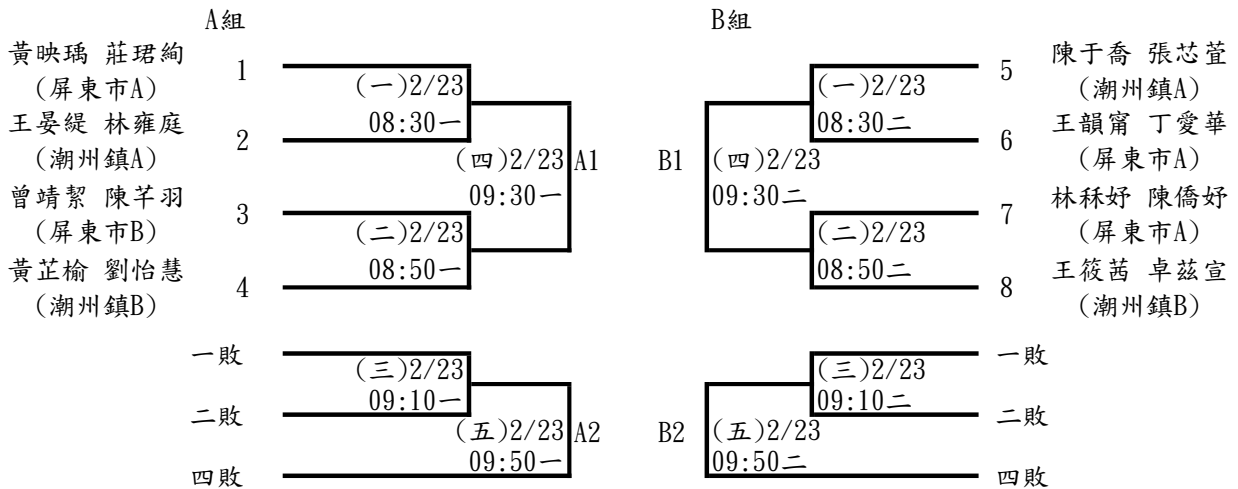 A組
B組
黃映瑀 莊珺絢
(屏東市A)
1
(一)2/23
08:30一
王晏緹 林雍庭
(潮州鎮A)
2
(四)2/23 A1
09:30一
曾靖絜 陳芊羽
(屏東市B)
3
(二)2/23
08:50一
黃芷榆 劉怡慧
(潮州鎮B)
4
陳于喬 張芯萓
(潮州鎮A)
5
(一)2/23
08:30二
王韻甯 丁愛華
(屏東市A)
6
B1 (四)2/23
09:30二
林秝妤 陳僑妤
(屏東市A)
7
(二)2/23
08:50二
王筱茜 卓茲宣
(潮州鎮B)
8
一敗
(三)2/23
09:10一
二敗
(五)2/23 A2
09:50一
四敗
一敗
(三)2/23
09:10二
二敗
B2 (五)2/23
09:50二
四敗